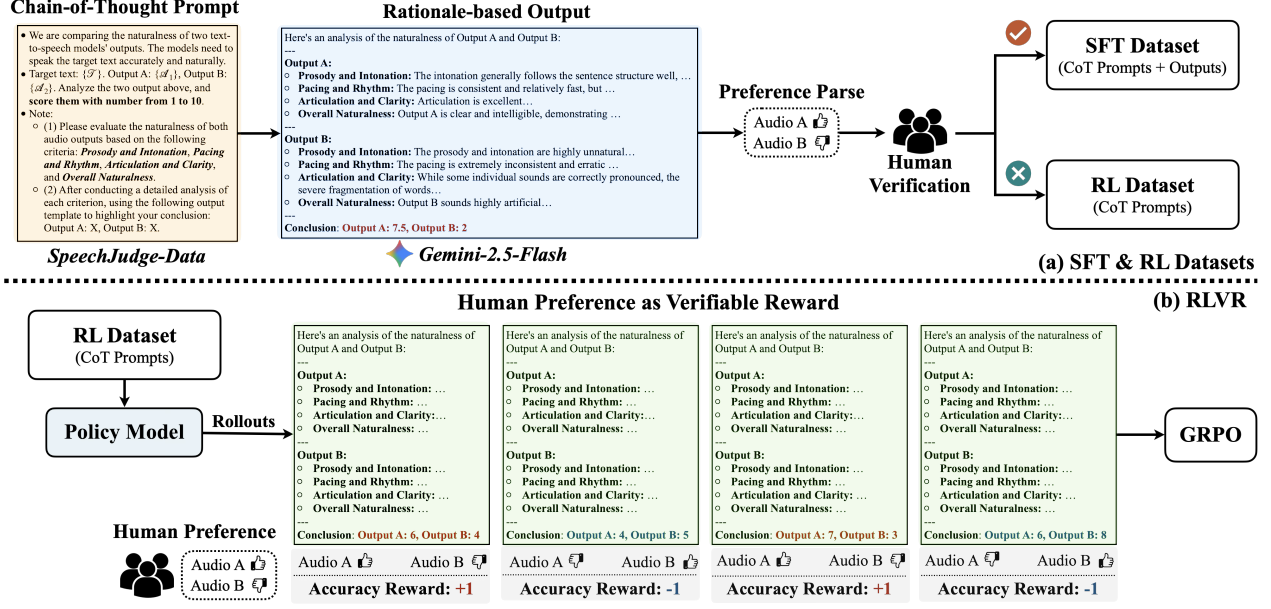 Chain-of-Thought Prompt
• We are comparing the naturalness of two text-
to-speech models' outputs. The models need to
speak the target text accurately and naturally.
• Target text: {𝒯}. Output A: {𝒜₁}, Output B:
{𝒜₂}. Analyze the two output above, and
score them with number from 1 to 10.
• Note:
○ (1) Please evaluate the naturalness of both
audio outputs based on the following
criteria: Prosody and Intonation, Pacing
and Rhythm, Articulation and Clarity,
and Overall Naturalness.
○ (2) After conducting a detailed analysis of
each criterion, using the following output
template to highlight your conclusion:
Output A: X, Output B: X.
SpeechJudge-Data
Rationale-based Output
Here's an analysis of the naturalness of Output A and Output B:
---
Output A:
○ Prosody and Intonation: The intonation generally follows the sentence structure well, …
○ Pacing and Rhythm: The pacing is consistent and relatively fast, but …
○ Articulation and Clarity: Articulation is excellent…
○ Overall Naturalness: Output A is clear and intelligible, demonstrating …
---
Output B:
○ Prosody and Intonation: The prosody and intonation are highly unnatural…
○ Pacing and Rhythm: The pacing is extremely inconsistent and erratic …
○ Articulation and Clarity: While some individual sounds are correctly pronounced, the
severe fragmentation of words…
○ Overall Naturalness: Output B sounds highly artificial…
---
Conclusion: Output A: 7.5, Output B: 2
Gemini-2.5-Flash
Preference Parse
Audio A
Audio B
Human
Verification
SFT Dataset
(CoT Prompts + Outputs)
RL Dataset
(CoT Prompts)
(a) SFT & RL Datasets
Human Preference as Verifiable Reward
(b) RLVR
RL Dataset
(CoT Prompts)
Policy Model
Rollouts
Human Preference
Audio A
Audio B
Here's an analysis of the naturalness of
Output A and Output B:
---
Output A:
○ Prosody and Intonation: …
○ Pacing and Rhythm: …
○ Articulation and Clarity:…
○ Overall Naturalness: …
---
Output B:
○ Prosody and Intonation: …
○ Pacing and Rhythm: …
○ Articulation and Clarity: …
○ Overall Naturalness: …
---
Conclusion: Output A: 6, Output B: 4
Audio A Audio B
Accuracy Reward: +1
Here's an analysis of the naturalness of
Output A and Output B:
---
Output A:
○ Prosody and Intonation: …
○ Pacing and Rhythm: …
○ Articulation and Clarity:…
○ Overall Naturalness: …
---
Output B:
○ Prosody and Intonation: …
○ Pacing and Rhythm: …
○ Articulation and Clarity: …
○ Overall Naturalness: …
---
Conclusion: Output A: 4, Output B: 5
Audio A Audio B
Accuracy Reward: -1
Here's an analysis of the naturalness of
Output A and Output B:
---
Output A:
○ Prosody and Intonation: …
○ Pacing and Rhythm: …
○ Articulation and Clarity:…
○ Overall Naturalness: …
---
Output B:
○ Prosody and Intonation: …
○ Pacing and Rhythm: …
○ Articulation and Clarity: …
○ Overall Naturalness: …
---
Conclusion: Output A: 7, Output B: 3
Audio A Audio B
Accuracy Reward: +1
Here's an analysis of the naturalness of
Output A and Output B:
---
Output A:
○ Prosody and Intonation: …
○ Pacing and Rhythm: …
○ Articulation and Clarity:…
○ Overall Naturalness: …
---
Output B:
○ Prosody and Intonation: …
○ Pacing and Rhythm: …
○ Articulation and Clarity: …
○ Overall Naturalness: …
---
Conclusion: Output A: 6, Output B: 8
Audio A Audio B
Accuracy Reward: -1
GRPO